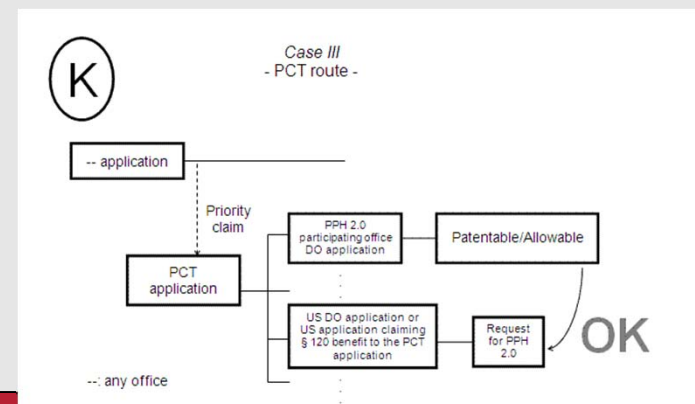 K
Case III
- PCT route -
-- application
Priority
claim
PPH 2.0
participating office
DO application
Patentable/Allowable
PCT
application
US DO application or
US application claiming
§ 120 benefit to the PCT
application
Request
for PPH
2.0
OK
--: any office